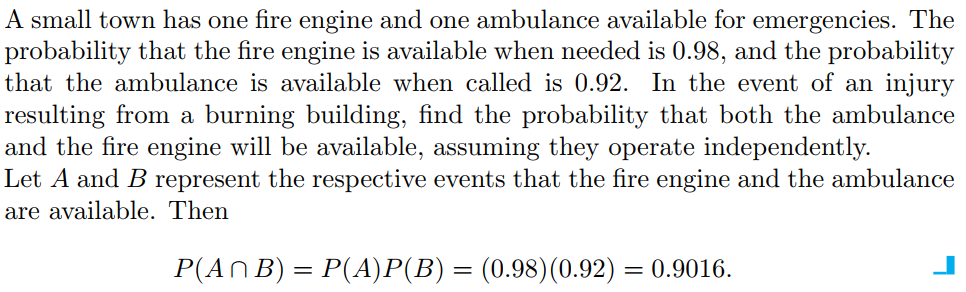 A small town has one fire engine and one ambulance available for emergencies. The
probability that the fire engine is available when needed is 0.98, and the probability
that the ambulance is available when called is 0.92. In the event of an injury
resulting from a burning building, find the probability that both the ambulance
and the fire engine will be available, assuming they operate independently.
Let A and B represent the respective events that the fire engine and the ambulance
are available. Then
P(A ∩ B) = P(A)P(B) = (0.98)(0.92) = 0.9016.